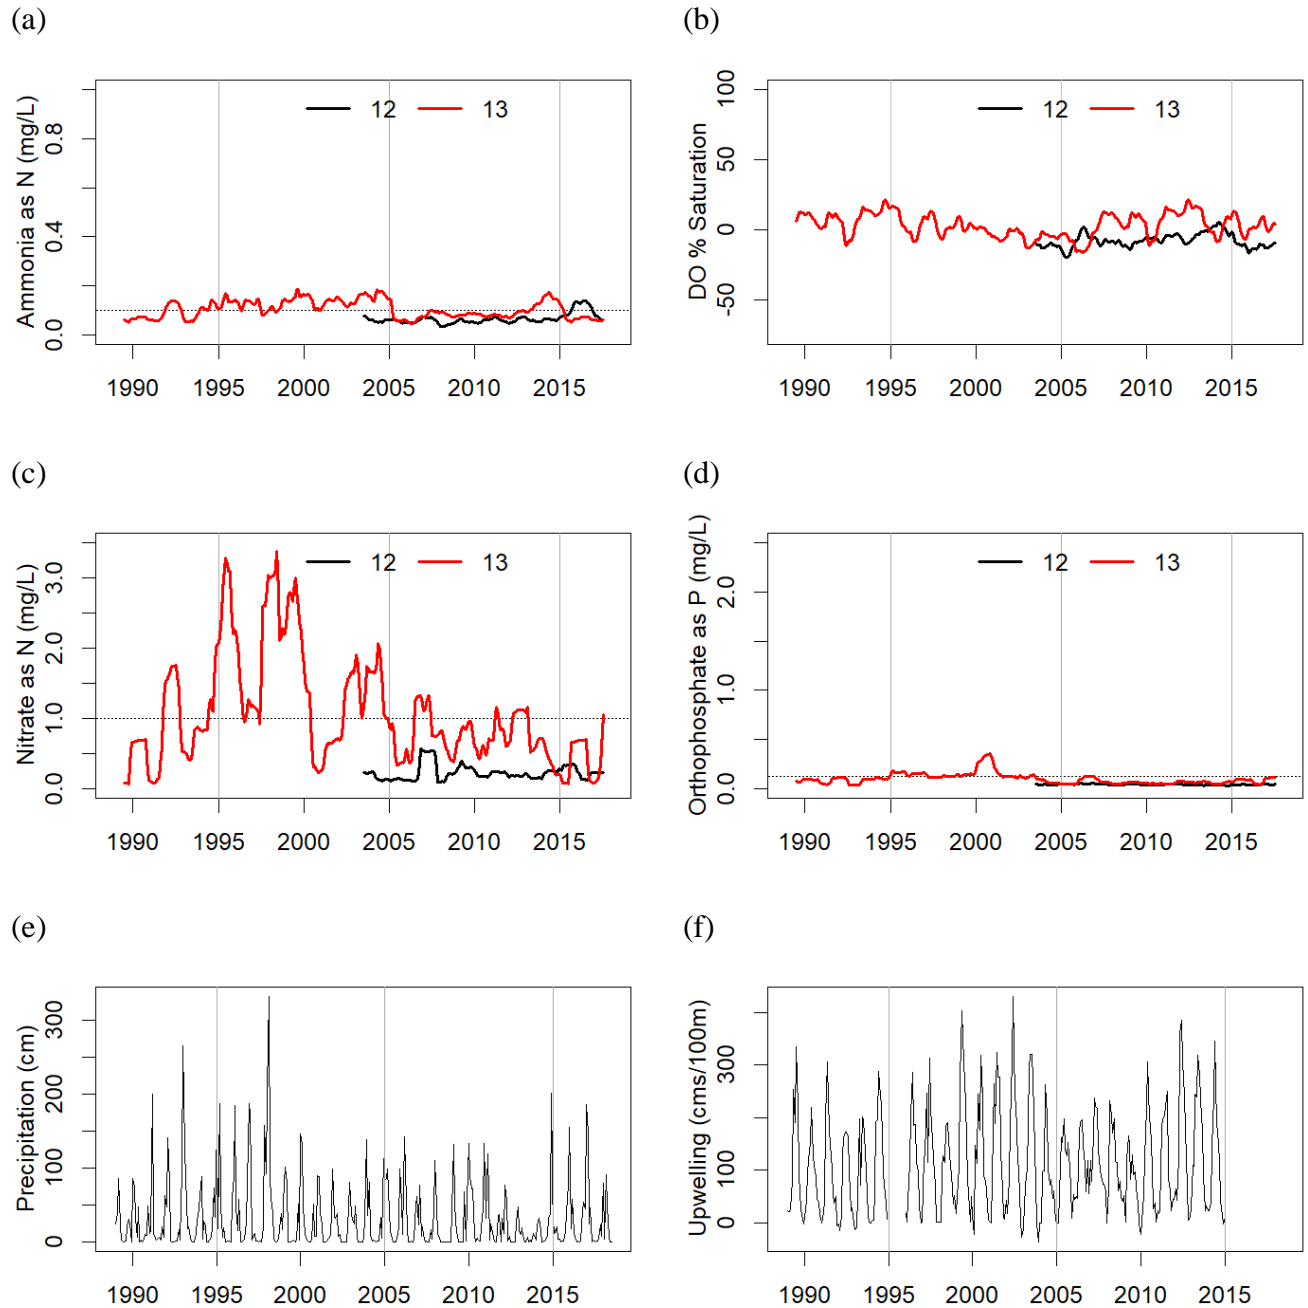 (a)
(b)
Ammonia as N (mg/L)
0.0 0.4 0.8
12 13
1990 1995 2000 2005 2010 2015
DO % Saturation
-50 0 50 100
12 13
1990 1995 2000 2005 2010 2015
(c)
(d)
Nitrate as N (mg/L)
0.0 1.0 2.0 3.0
12 13
1990 1995 2000 2005 2010 2015
Orthophosphate as P (mg/L)
0.0 1.0 2.0
12 13
1990 1995 2000 2005 2010 2015
(e)
(f)
Precipitation (cm)
0 100 200 300
1990 1995 2000 2005 2010 2015
Upwelling (cms/100m)
0 100 300
1990 1995 2000 2005 2010 2015